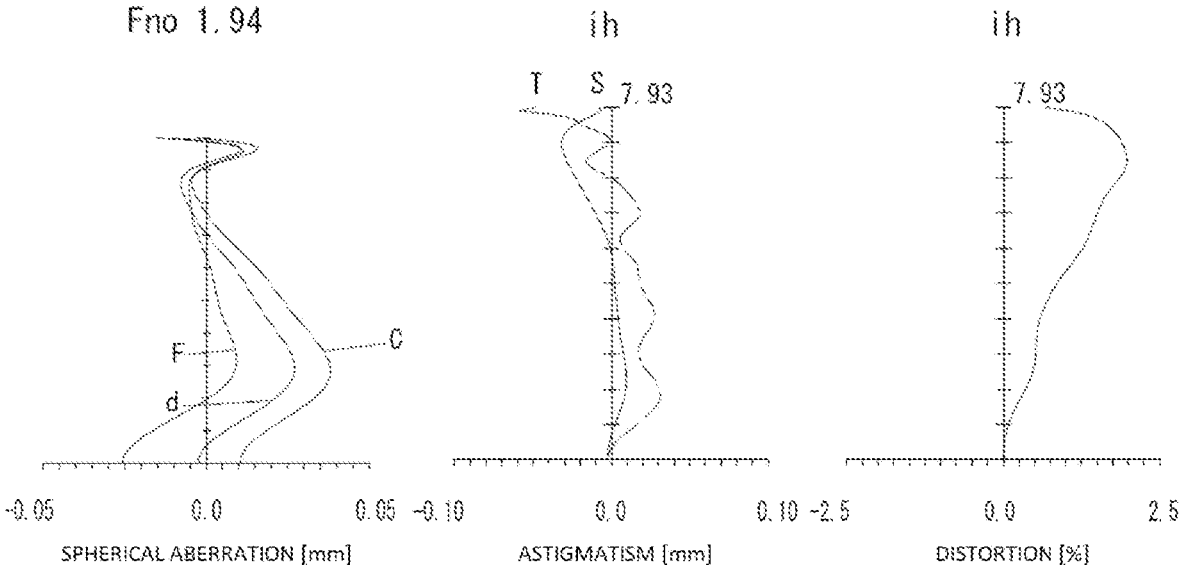 Fno 1.94
F
d
C
-0.05 0.0 0.05
SPHERICAL ABERRATION [mm]
ih
T S 7.93
-0.10 0.0 0.10
ASTIGMATISM [mm]
ih
7.93
-2.5 0.0 2.5
DISTORTION [%]